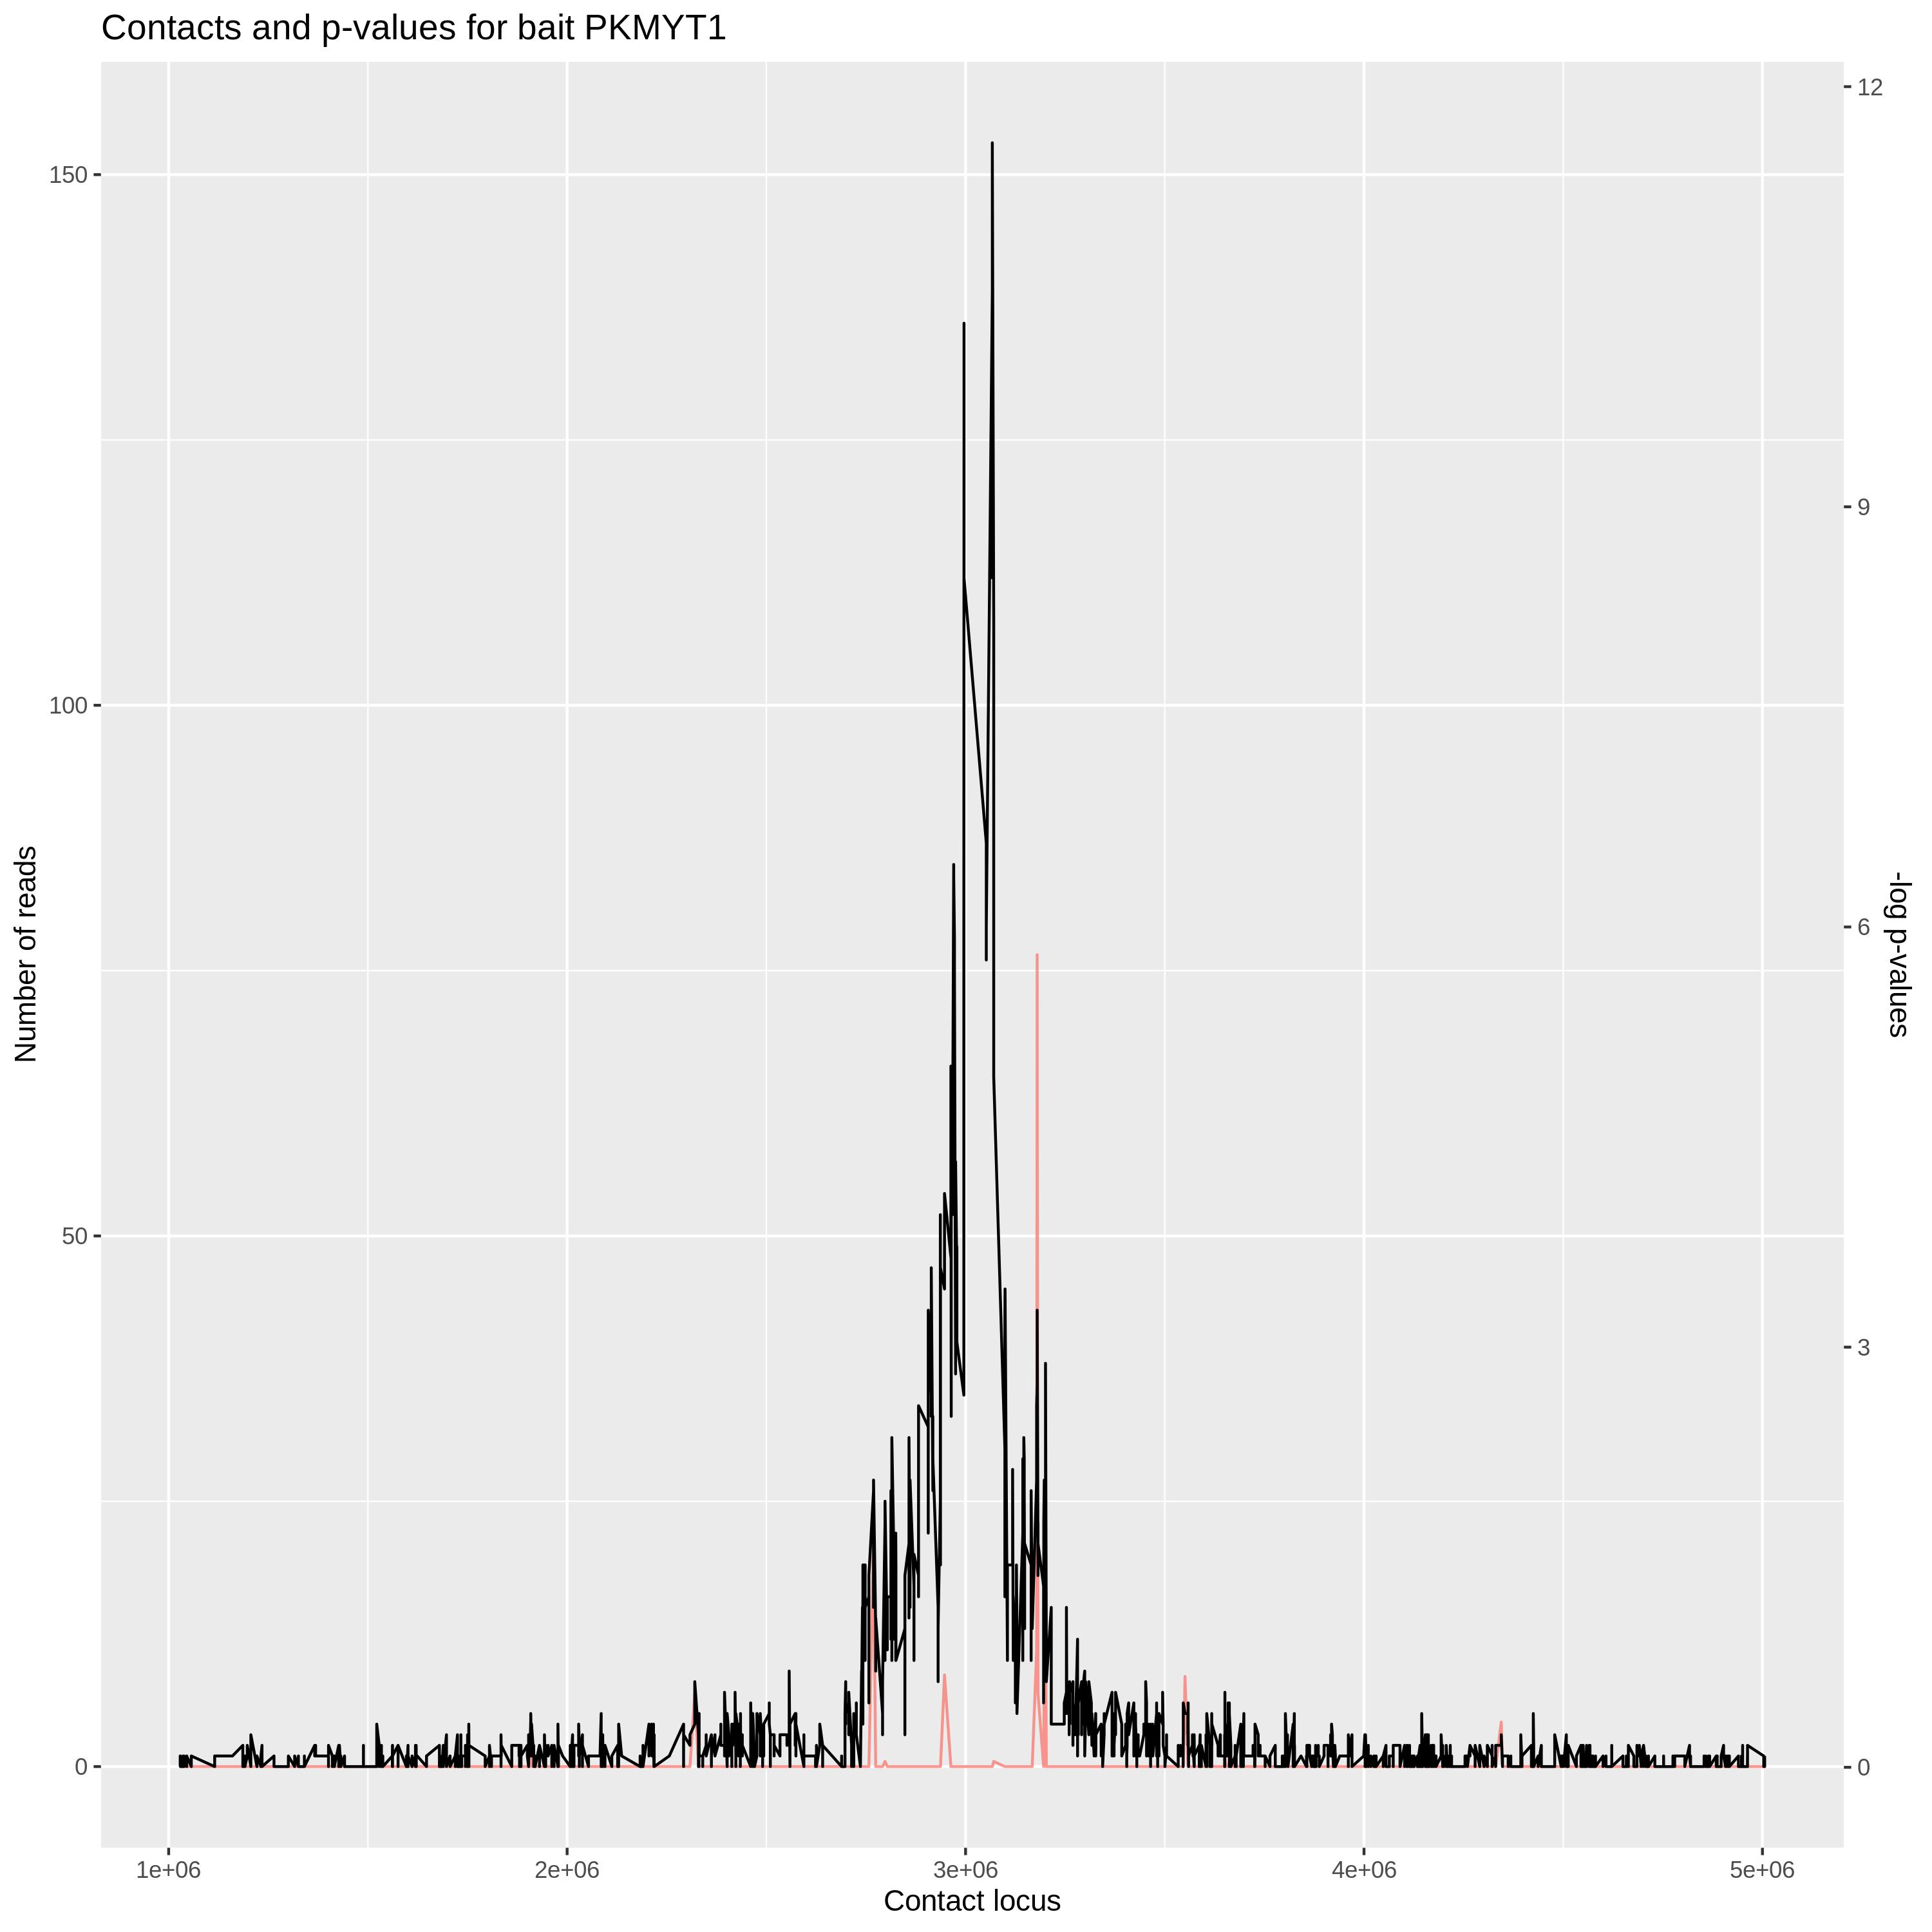 Contacts and p-values for bait PKMYT1
12
150
9
100
6
Number of reads
-log p-values
50
3
0
0
1e+06 2e+06 3e+06 4e+06 5e+06
Contact locus